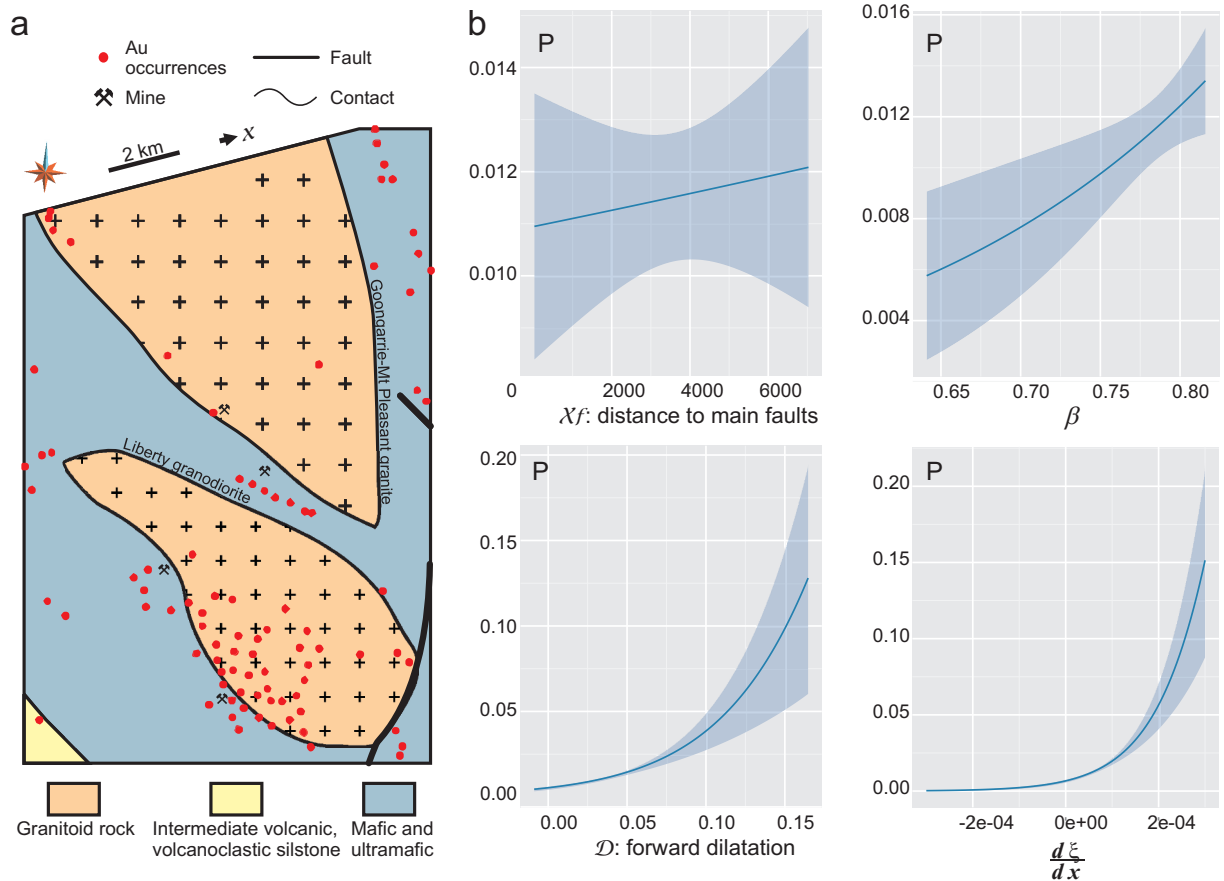 a
Au
occurrences
Fault
Mine
Contact
2 km
x
Goongarrie-Mt Pleasant granite
Liberty granodiorite
Granitoid rock
Intermediate volcanic,
volcanoclastic silstone
Mafic and
ultramafic
b
P
0.014
0.012
0.010
0
2000
4000
6000
Xf: distance to main faults
P
0.016
0.012
0.008
0.004
0.65
0.70
0.75
0.80
β
P
0.20
0.15
0.10
0.05
0.00
0.00
0.05
0.10
0.15
D: forward dilatation
P
0.20
0.15
0.10
0.05
0.00
-2e-04
0e+00
2e-04
dξ
dx